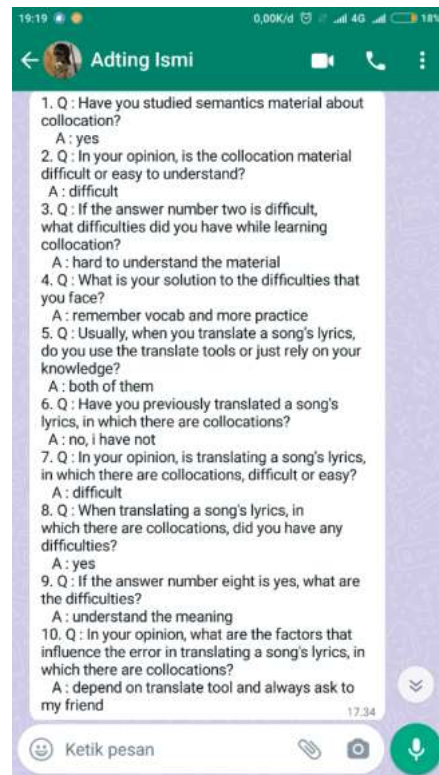 19:19 0,00K/d 4G 18%
Adting Ismi
1. Q : Have you studied semantics material about
collocation?
A : yes
2. Q : In your opinion, is the collocation material
difficult or easy to understand?
A : difficult
3. Q : If the answer number two is difficult,
what difficulties did you have while learning
collocation?
A : hard to understand the material
4. Q : What is your solution to the difficulties that
you face?
A : remember vocab and more practice
5. Q : Usually, when you translate a song's lyrics,
do you use the translate tools or just rely on your
knowledge?
A : both of them
6. Q : Have you previously translated a song's
lyrics, in which there are collocations?
A : no, i have not
7. Q : In your opinion, is translating a song's lyrics,
in which there are collocations, difficult or easy?
A : difficult
8. Q : When translating a song's lyrics, in
which there are collocations, did you have any
difficulties?
A : yes
9. Q : If the answer number eight is yes, what are
the difficulties?
A : understand the meaning
10. Q : In your opinion, what are the factors that
influence the error in translating a song's lyrics, in
which there are collocations?
A : depend on translate tool and always ask to
my friend
17.34
Ketik pesan